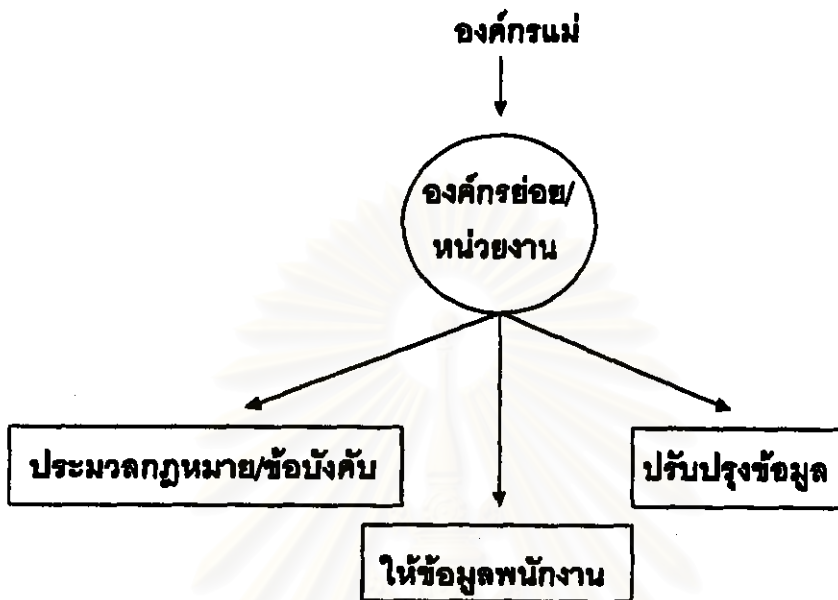 องค์กรแม่
องค์กรย่อย/
หน่วยงาน
ประมวลกฎหมาย/ข้อบังคับ
ปรับปรุงข้อมูล
ให้ข้อมูลพนักงาน